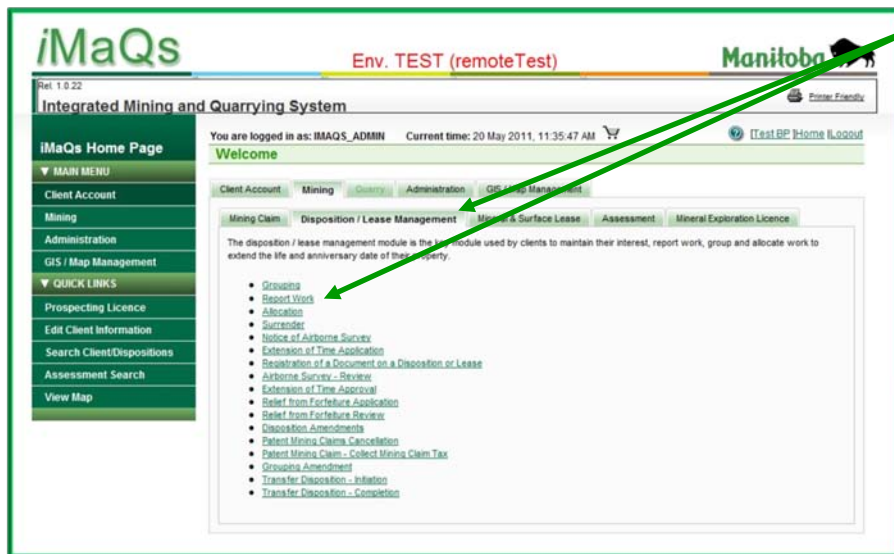 iMaQs
Env. TEST (remoteTest)
Manitoba
Rel. 1.0.22
Integrated Mining and Quarrying System
Printer Friendly
iMaQs Home Page
You are logged in as: IMAQS_ADMIN Current time: 20 May 2011, 11:35:47 AM
[Test BP |Home |Logout
Welcome
MAIN MENU
Client Account
Mining
Administration
GIS / Map Management
QUICK LINKS
Prospecting Licence
Edit Client Information
Search Client/Dispositions
Assessment Search
View Map
Client Account Mining Quarry Administration GIS / Map Management
Mining Claim Disposition / Lease Management Mineral & Surface Lease Assessment Mineral Exploration Licence
The disposition / lease management module is the key module used by clients to maintain their interest, report work, group and allocate work to
extend the life and anniversary date of their property.
Grouping
Report Work
Allocation
Surrender
Notice of Airborne Survey
Extension of Time Application
Registration of a Document on a Disposition or Lease
Airborne Survey - Review
Extension of Time Approval
Relief from Forfeiture Application
Relief from Forfeiture Review
Disposition Amendments
Patent Mining Claims Cancellation
Patent Mining Claim - Collect Mining Claim Tax
Grouping Amendment
Transfer Disposition - Initiation
Transfer Disposition - Completion